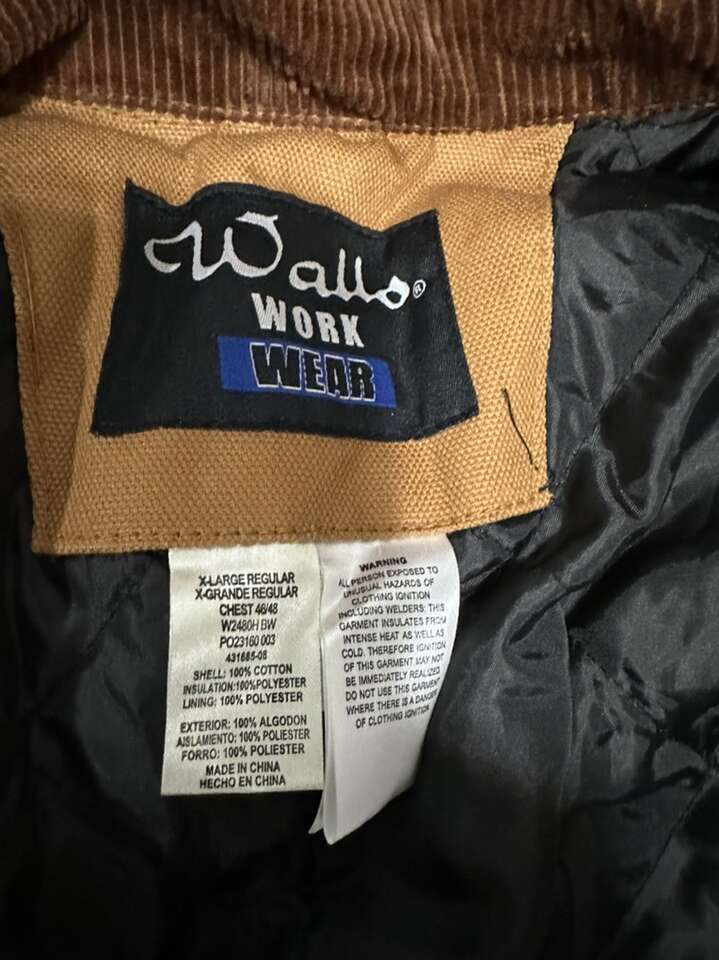 Walls®
WORK
WEAR
X-LARGE REGULAR
X-GRANDE REGULAR
CHEST 46/48
W2480H BW
PO23160 003
431685-06
SHELL: 100% COTTON
INSULATION:100%POLYESTER
LINING: 100% POLYESTER
EXTERIOR: 100% ALGODON
AISLAMIENTO: 100% POLIESTER
FORRO: 100% POLIESTER
MADE IN CHINA
HECHO EN CHINA
WARNING
ALL PERSON EXPOSED TO
UNUSUAL HAZARDS OF
CLOTHING IGNITION
INCLUDING WELDERS: THIS
GARMENT INSULATES FROM
INTENSE HEAT AS WELL AS
COLD. THEREFORE IGNITION
OF THIS GARMENT MAY NOT
BE IMMEDIATELY REALIZED.
DO NOT USE THIS GARMENT
WHERE THERE IS A DANGER
OF CLOTHING IGNITION.